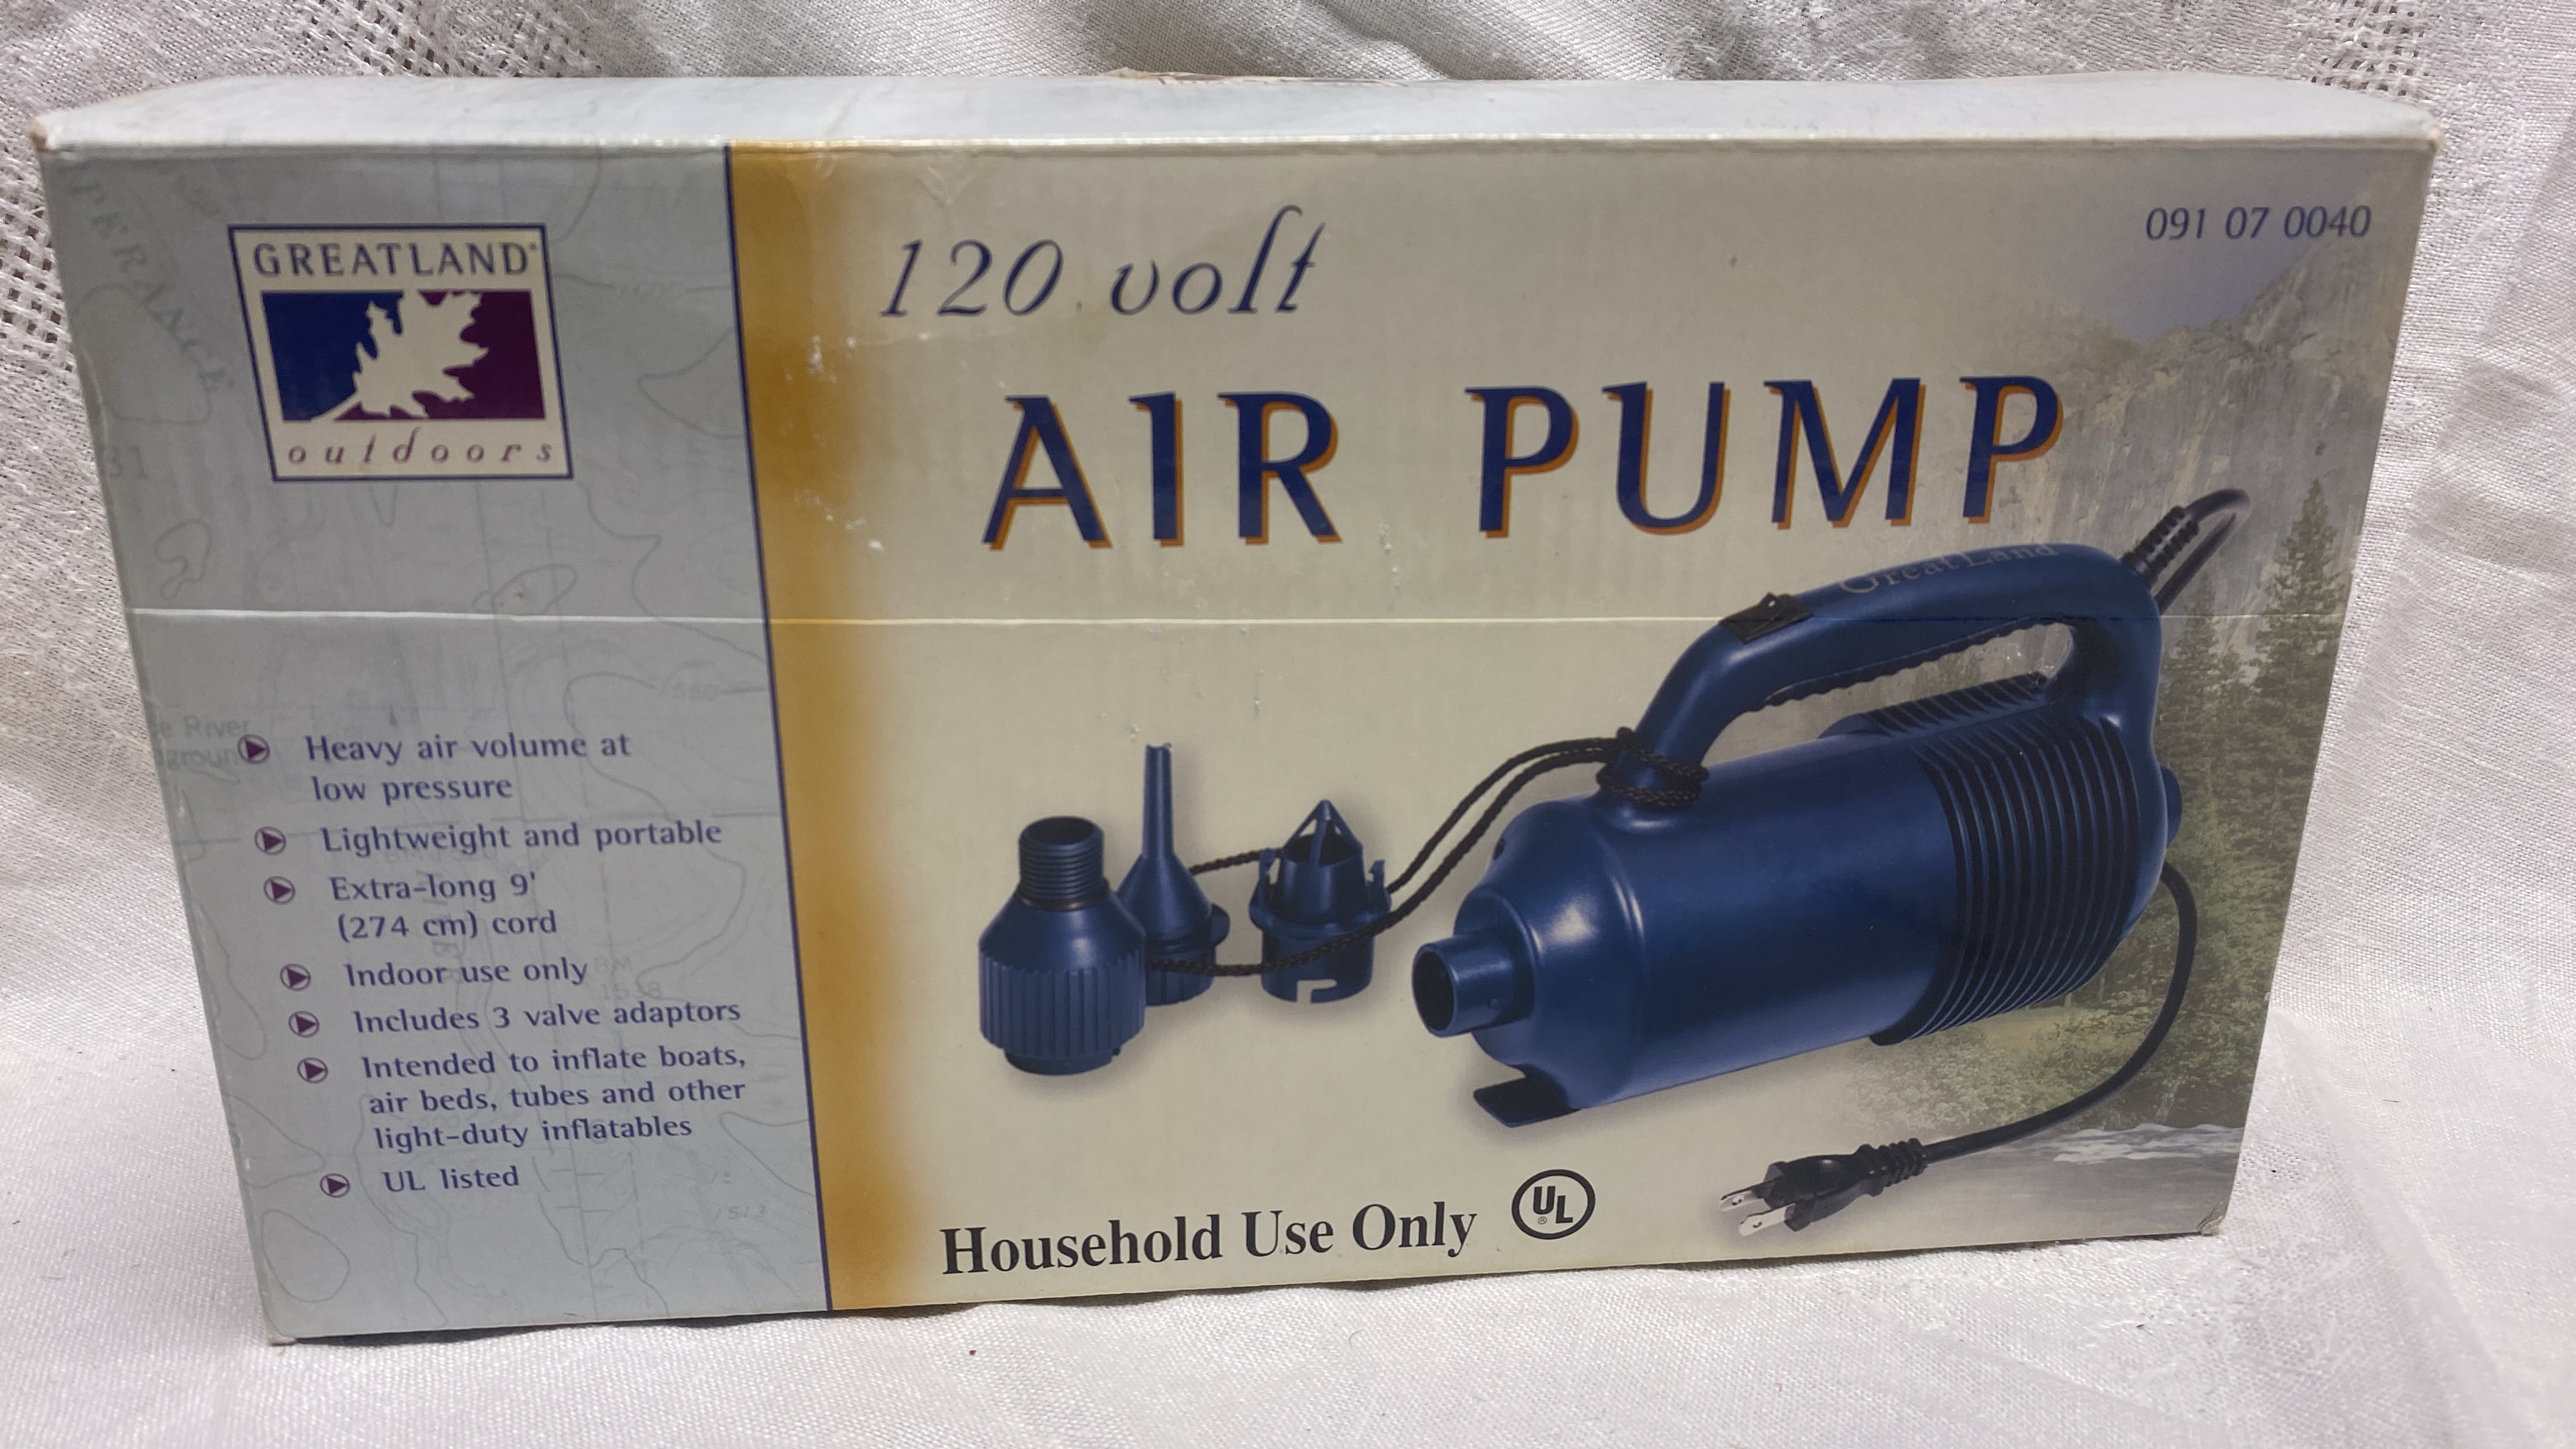 GREATLAND®
outdoors
120 volt
091 07 0040
AIR PUMP
GreatLand
Heavy air volume at
low pressure
Lightweight and portable
Extra-long 9'
(274 cm) cord
Indoor use only
Includes 3 valve adaptors
Intended to inflate boats,
air beds, tubes and other
light-duty inflatables
UL listed
Household Use Only
UL®